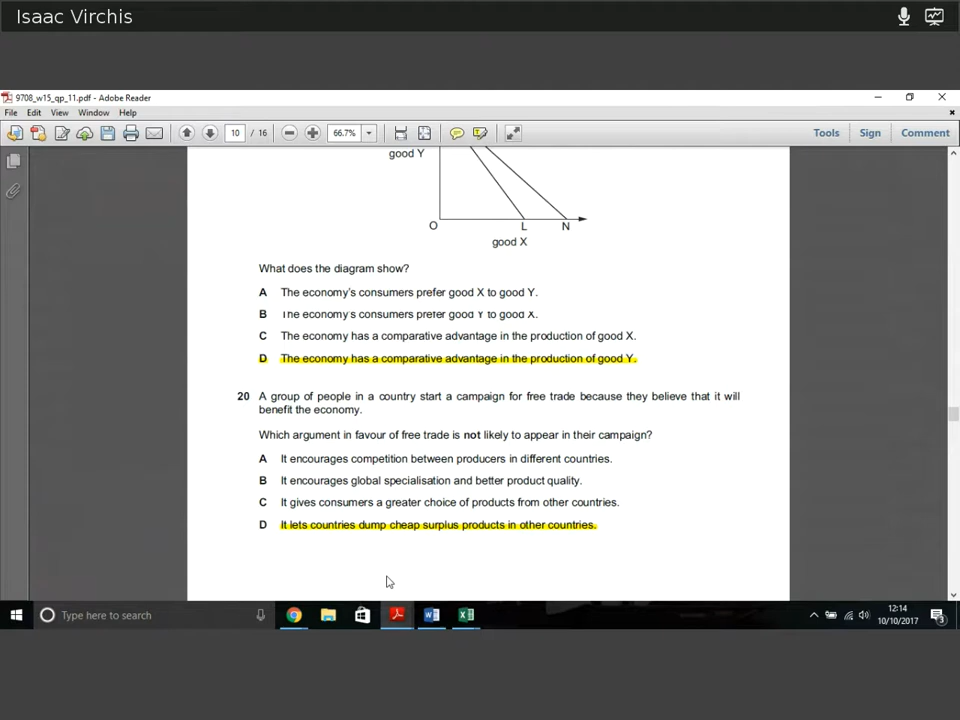 Isaac Virchis
9708_w15_qp_11.pdf - Adobe Reader
File Edit View Window Help
10 / 16 66.7% Tools Sign Comment
good Y
O L N
good X
What does the diagram show?
A The economy's consumers prefer good X to good Y.
B The economy's consumers prefer good Y to good X.
C The economy has a comparative advantage in the production of good X.
D The economy has a comparative advantage in the production of good Y.
20 A group of people in a country start a campaign for free trade because they believe that it will
benefit the economy.
Which argument in favour of free trade is not likely to appear in their campaign?
A It encourages competition between producers in different countries.
B It encourages global specialisation and better product quality.
C It gives consumers a greater choice of products from other countries.
D It lets countries dump cheap surplus products in other countries.
Type here to search
12:14
10/10/2017
3